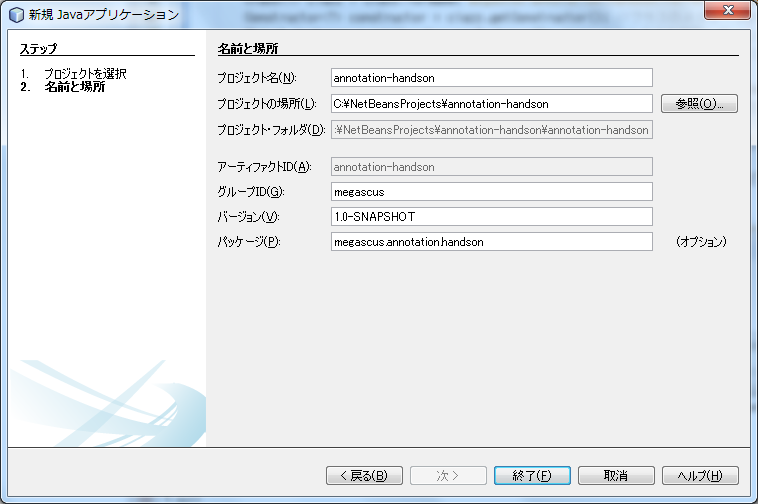 新規 Javaアプリケーション
ステップ
1. プロジェクトを選択
2. 名前と場所
名前と場所
プロジェクト名(N): annotation-handson
プロジェクトの場所(L): C:¥NetBeansProjects¥annotation-handson 参照(O)...
プロジェクト・フォルダ(D): :¥NetBeansProjects¥annotation-handson¥annotation-handson
アーティファクトID(A): annotation-handson
グループID(G): megascus
バージョン(V): 1.0-SNAPSHOT
パッケージ(P): megascus.annotation.handson (オプション)
< 戻る(B) 次 > 終了(F) 取消 ヘルプ(H)